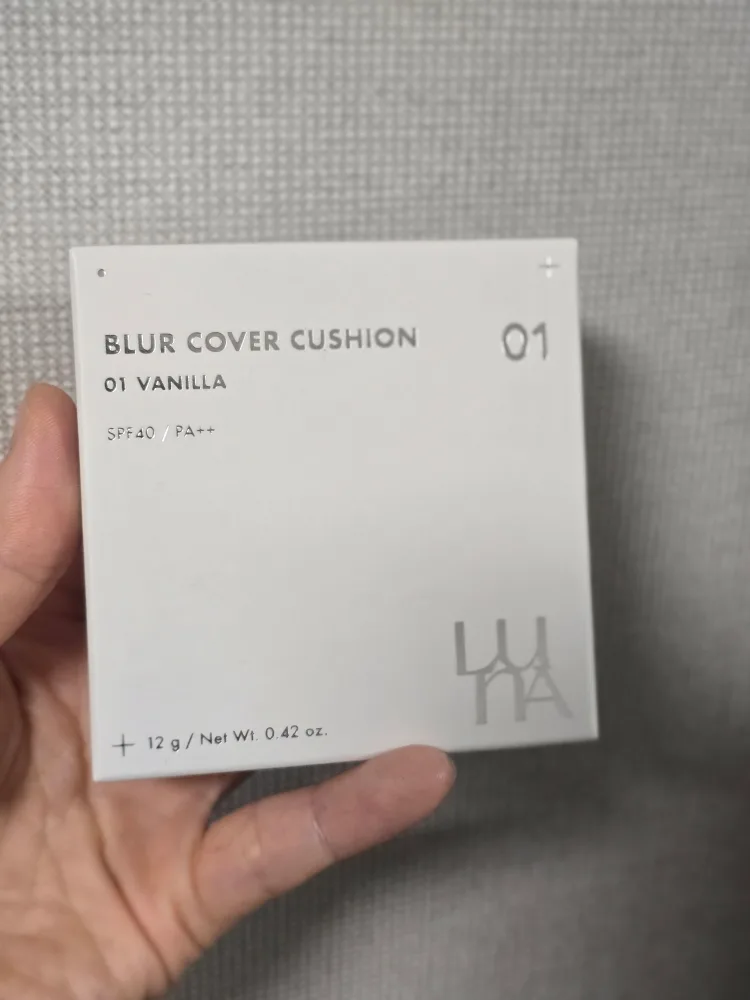 BLUR COVER CUSHION
01
01 VANILLA
SPF40 / PA++
LUNA
12 g / Net Wt. 0.42 oz.